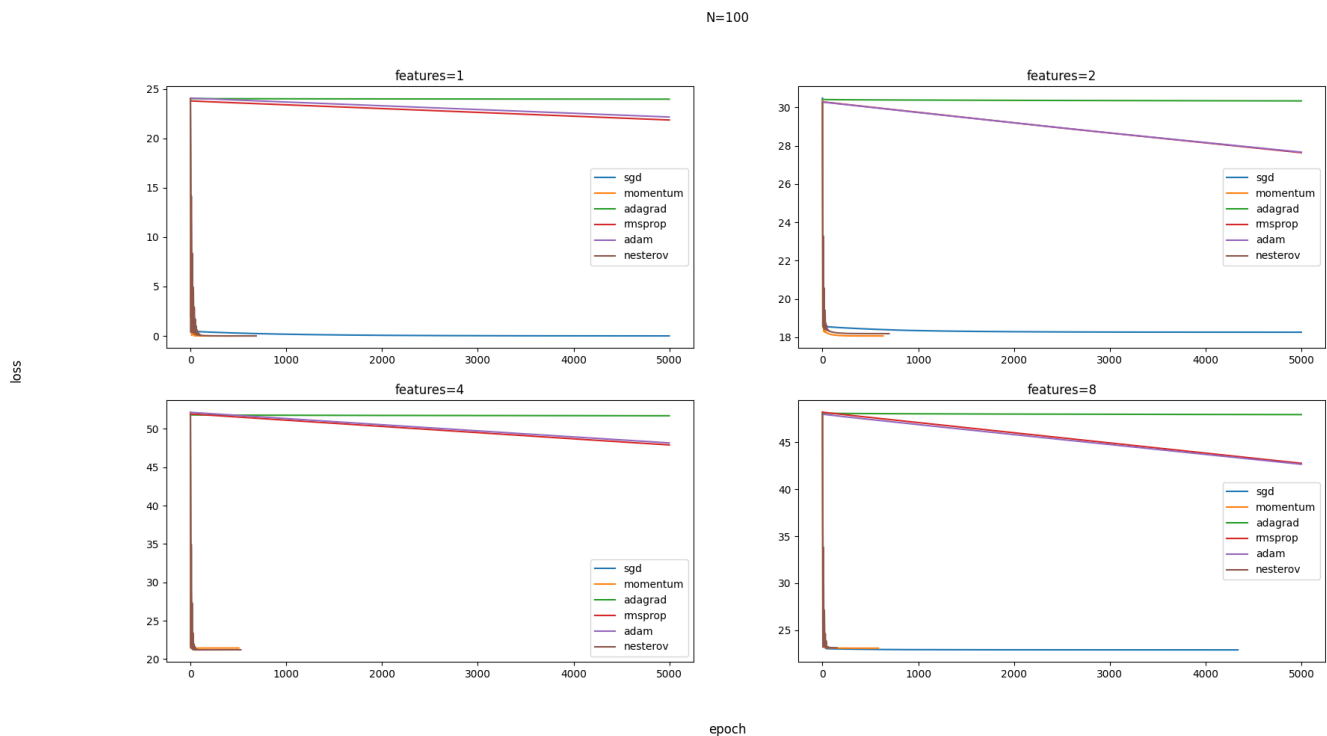 N=100
features=1
25
20
15
10
5
0
0 1000 2000 3000 4000 5000
sgd
momentum
adagrad
rmsprop
adam
nesterov
features=2
30
28
26
24
22
20
18
0 1000 2000 3000 4000 5000
sgd
momentum
adagrad
rmsprop
adam
nesterov
loss
features=4
50
45
40
35
30
25
20
0 1000 2000 3000 4000 5000
sgd
momentum
adagrad
rmsprop
adam
nesterov
features=8
45
40
35
30
25
0 1000 2000 3000 4000 5000
sgd
momentum
adagrad
rmsprop
adam
nesterov
epoch